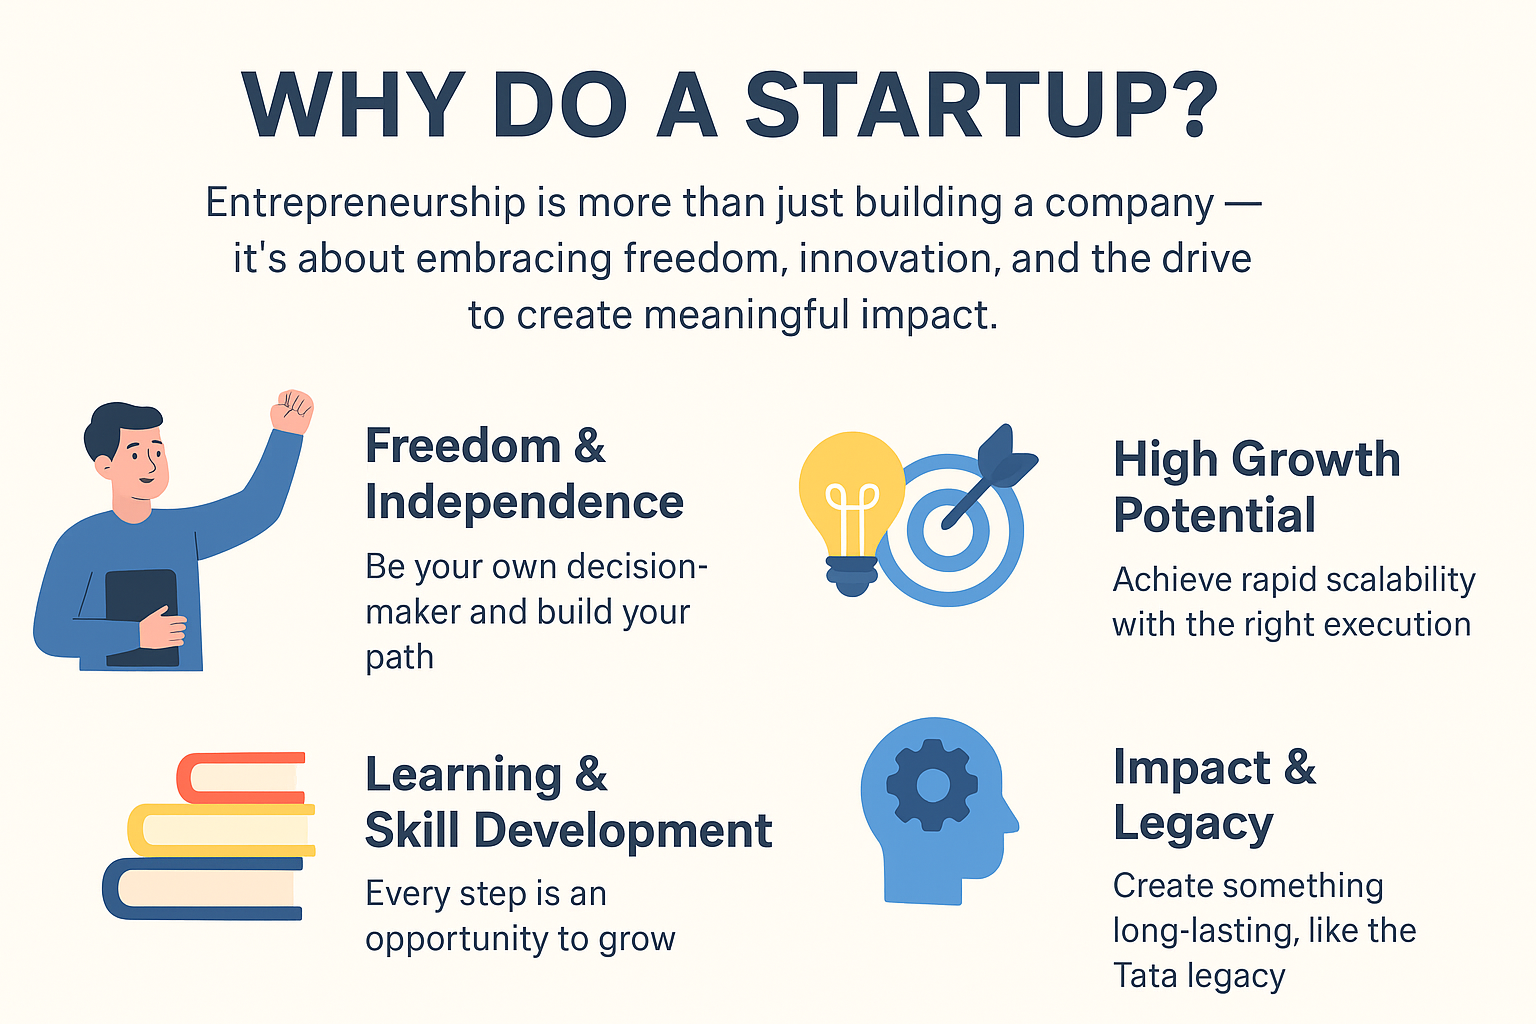 WHY DO A STARTUP?
Entrepreneurship is more than just building a company —
it's about embracing freedom, innovation, and the drive
to create meaningful impact.
Freedom &
Independence
Be your own decision-
maker and build your
path
High Growth
Potential
Achieve rapid scalability
with the right execution
Learning &
Skill Development
Every step is an
opportunity to grow
Impact &
Legacy
Create something
long-lasting, like the
Tata legacy